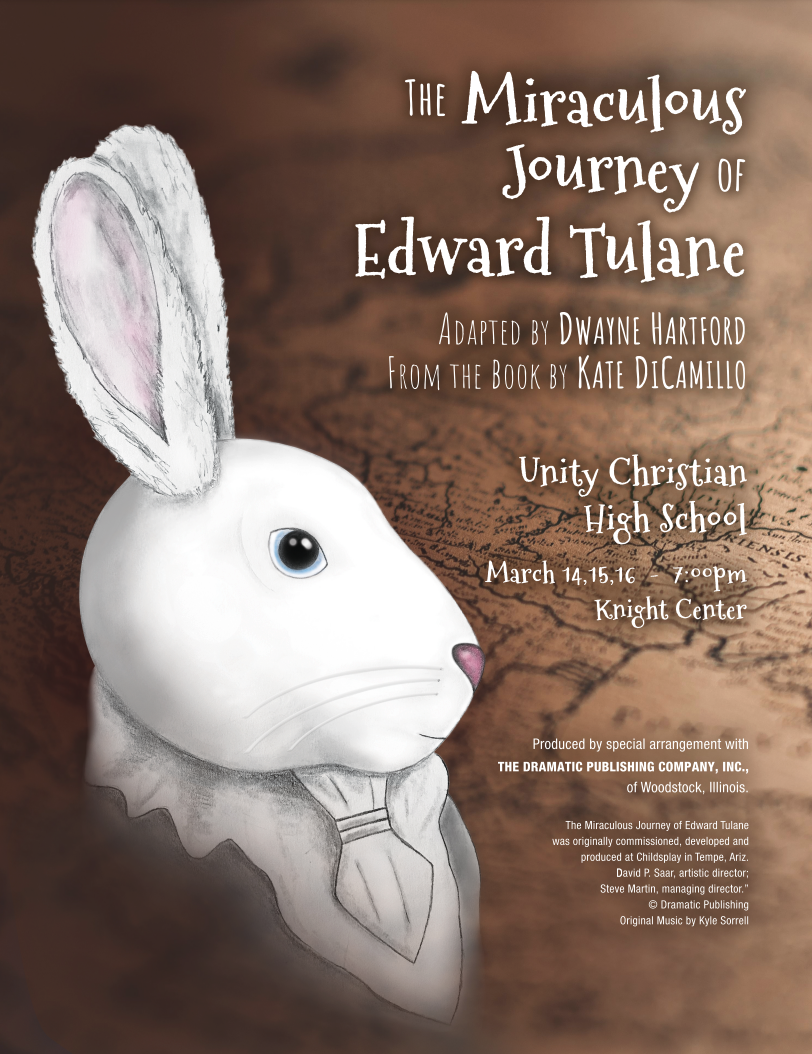 The Miraculous
Journey of
Edward Tulane
Adapted by Dwayne Hartford
From the Book by Kate DiCamillo
Unity Christian
High School
March 14,15,16 - 7:00pm
Knight Center
Produced by special arrangement with
THE DRAMATIC PUBLISHING COMPANY, INC.,
of Woodstock, Illinois.
The Miraculous Journey of Edward Tulane
was originally commissioned, developed and
produced at Childsplay in Tempe, Ariz.
David P. Saar, artistic director;
Steve Martin, managing director."
© Dramatic Publishing
Original Music by Kyle Sorrell